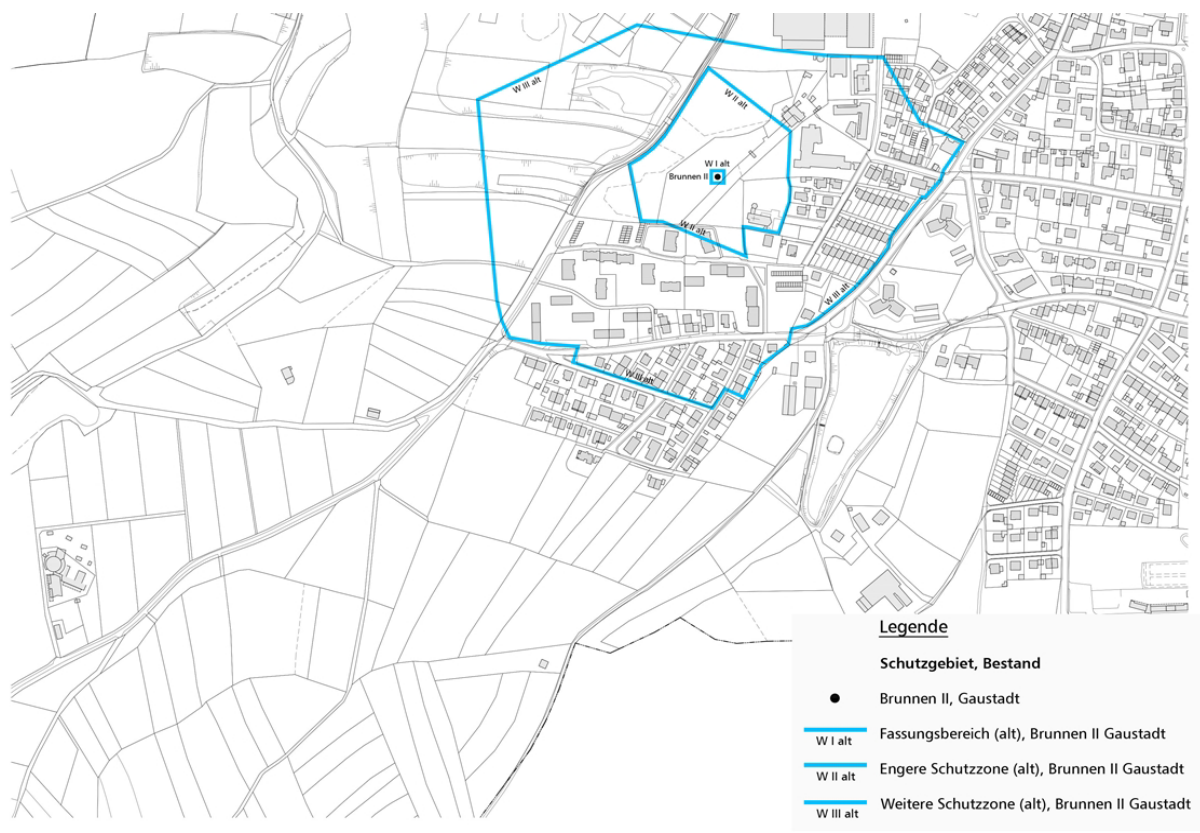 W III alt
W II alt
W I alt
Brunnen II
W II alt
W III alt
W III alt
Legende
Schutzgebiet, Bestand
Brunnen II, Gaustadt
W I alt Fassungsbereich (alt), Brunnen II Gaustadt
W II alt Engere Schutzzone (alt), Brunnen II Gaustadt
W III alt Weitere Schutzzone (alt), Brunnen II Gaustadt